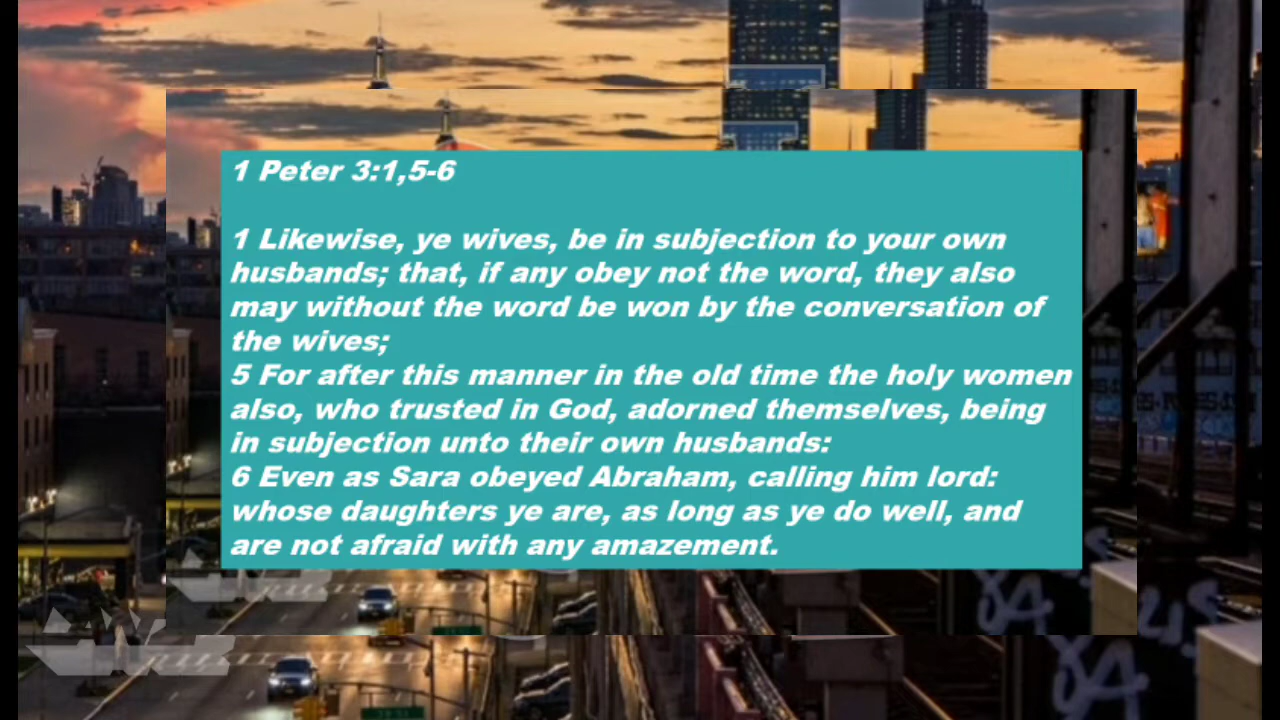 1 Peter 3:1,5-6
1 Likewise, ye wives, be in subjection to your own
husbands; that, if any obey not the word, they also
may without the word be won by the conversation of
the wives;
5 For after this manner in the old time the holy women
also, who trusted in God, adorned themselves, being
in subjection unto their own husbands:
6 Even as Sara obeyed Abraham, calling him lord:
whose daughters ye are, as long as ye do well, and
are not afraid with any amazement.